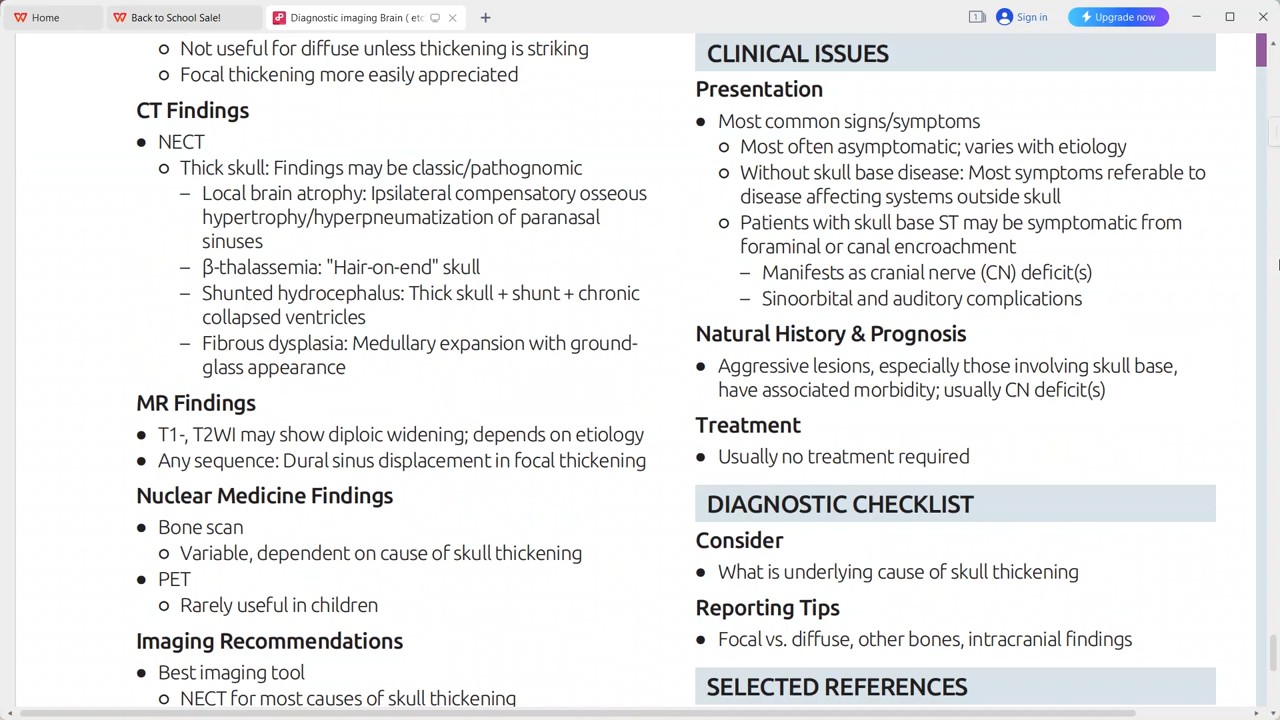 Home
Back to School Sale!
Diagnostic imaging Brain ( etc
1
Sign in
Upgrade now
○ Not useful for diffuse unless thickening is striking
○ Focal thickening more easily appreciated
CT Findings
● NECT
○ Thick skull: Findings may be classic/pathognomic
– Local brain atrophy: Ipsilateral compensatory osseous
hypertrophy/hyperpneumatization of paranasal
sinuses
– β-thalassemia: "Hair-on-end" skull
– Shunted hydrocephalus: Thick skull + shunt + chronic
collapsed ventricles
– Fibrous dysplasia: Medullary expansion with ground-
glass appearance
MR Findings
● T1-, T2WI may show diploic widening; depends on etiology
● Any sequence: Dural sinus displacement in focal thickening
Nuclear Medicine Findings
● Bone scan
○ Variable, dependent on cause of skull thickening
● PET
○ Rarely useful in children
Imaging Recommendations
● Best imaging tool
○ NECT for most causes of skull thickening
CLINICAL ISSUES
Presentation
● Most common signs/symptoms
○ Most often asymptomatic; varies with etiology
○ Without skull base disease: Most symptoms referable to
disease affecting systems outside skull
○ Patients with skull base ST may be symptomatic from
foraminal or canal encroachment
– Manifests as cranial nerve (CN) deficit(s)
– Sinoorbital and auditory complications
Natural History & Prognosis
● Aggressive lesions, especially those involving skull base,
have associated morbidity; usually CN deficit(s)
Treatment
● Usually no treatment required
DIAGNOSTIC CHECKLIST
Consider
● What is underlying cause of skull thickening
Reporting Tips
● Focal vs. diffuse, other bones, intracranial findings
SELECTED REFERENCES